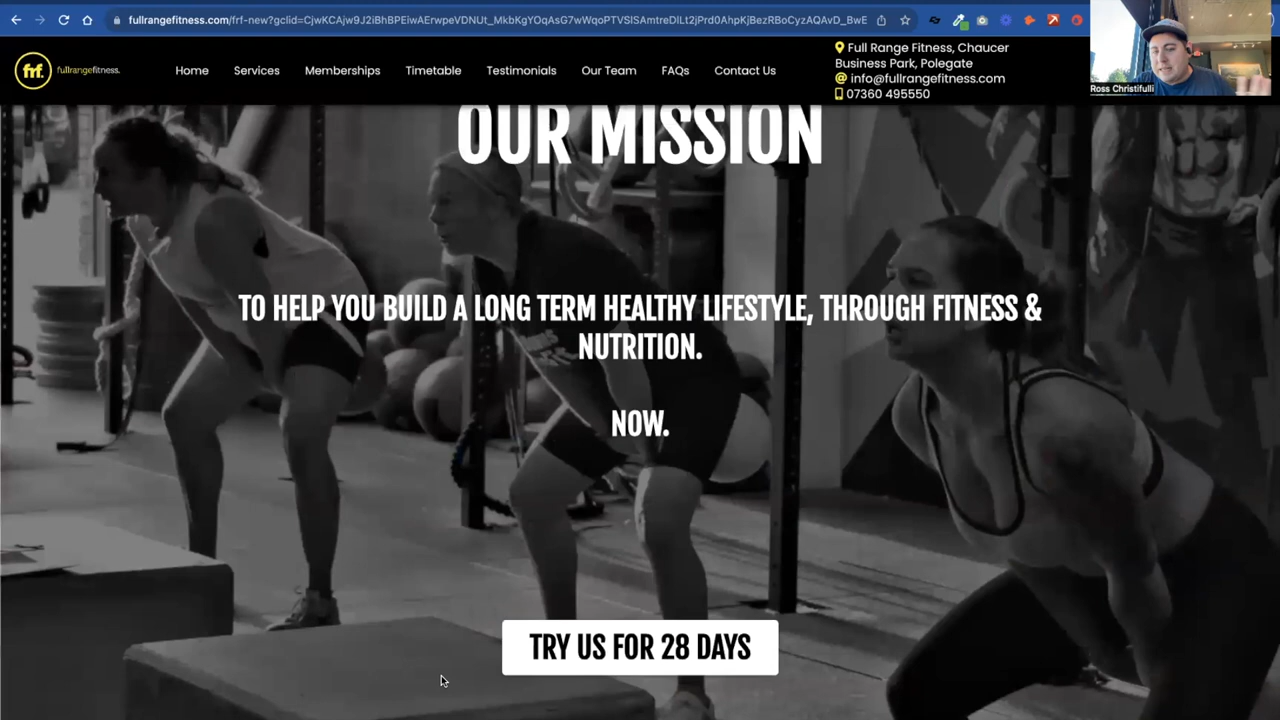 fullrangefitness.com/frf-new?gclid=CjwKCAjw9J2iBhBPEiwAErwpeVDNUt_MkbKgYOqAsG7wWqoPTVSISAmtreDILt2jPrd0AhpKjBezRBoCyzAQAvD_BwE
frf. fullrangefitness.
Home Services Memberships Timetable Testimonials Our Team FAQs Contact Us
Full Range Fitness, Chaucer
Business Park, Polegate
info@fullrangefitness.com
07360 495550
Ross Christifulli
OUR MISSION
TO HELP YOU BUILD A LONG TERM HEALTHY LIFESTYLE, THROUGH FITNESS &
NUTRITION.
NOW.
TRY US FOR 28 DAYS